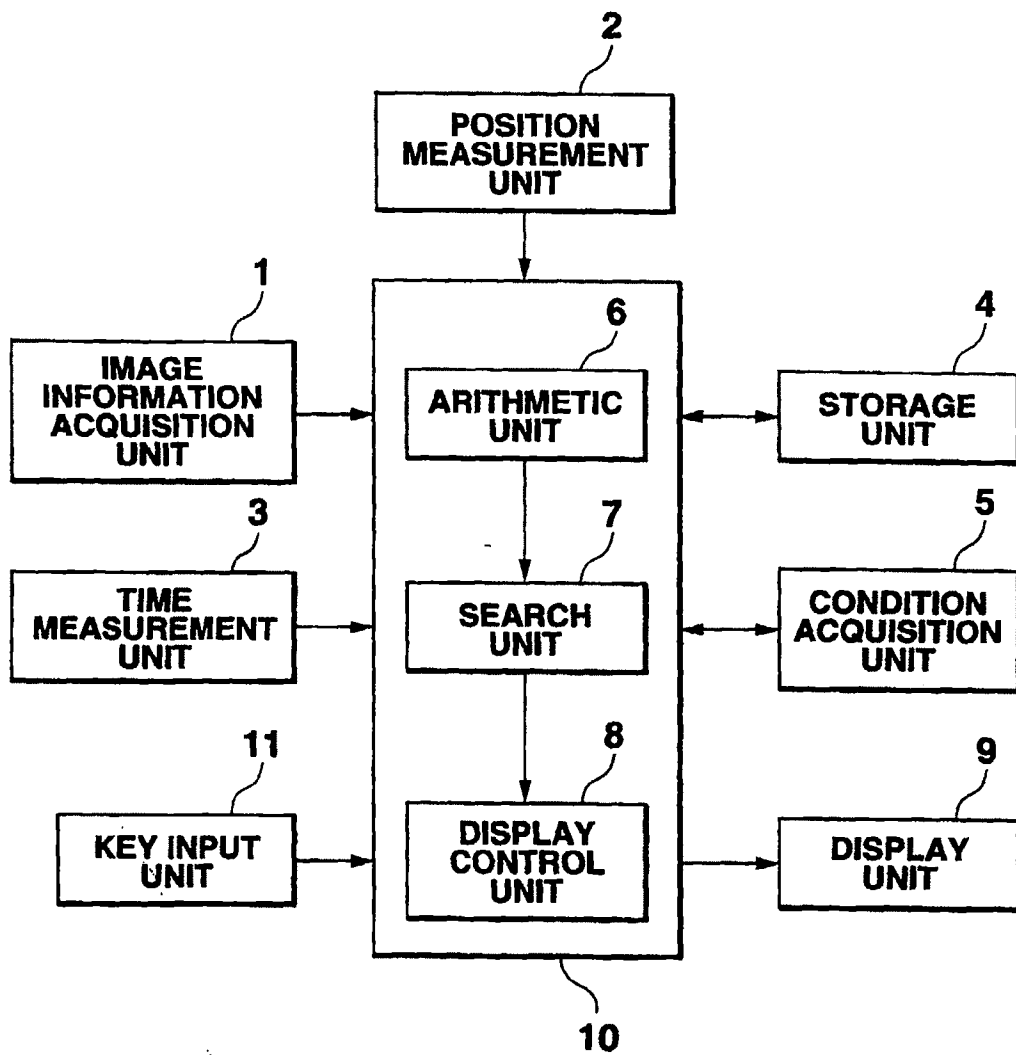 2
POSITION
MEASUREMENT
UNIT
1
IMAGE
INFORMATION
ACQUISITION
UNIT
6
ARITHMETIC
UNIT
4
STORAGE
UNIT
3
TIME
MEASUREMENT
UNIT
7
SEARCH
UNIT
5
CONDITION
ACQUISITION
UNIT
11
KEY INPUT
UNIT
8
DISPLAY
CONTROL
UNIT
9
DISPLAY
UNIT
10